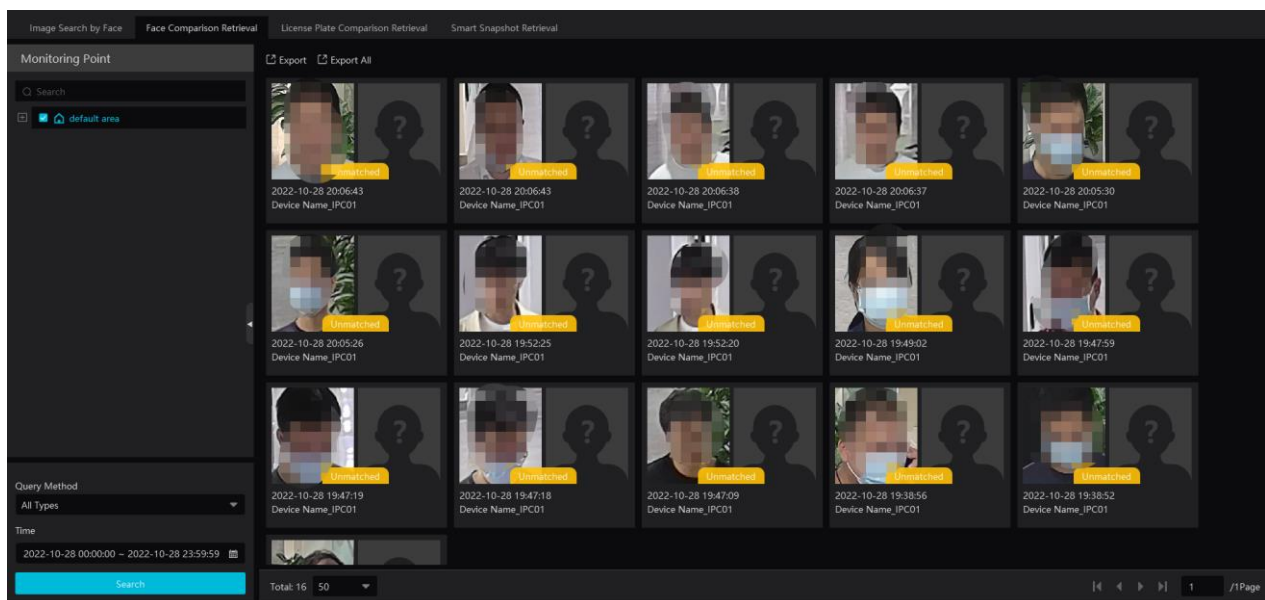 Image Search by Face Face Comparison Retrieval License Plate Comparison Retrieval Smart Snapshot Retrieval
Monitoring Point
Search
default area
Query Method
All Types
Time
2022-10-28 00:00:00 ~ 2022-10-28 23:59:59
Search
Export Export All
Unmatched Unmatched Unmatched Unmatched Unmatched
2022-10-28 20:06:43 2022-10-28 20:06:43 2022-10-28 20:06:38 2022-10-28 20:06:37 2022-10-28 20:05:30
Device Name_IPC01 Device Name_IPC01 Device Name_IPC01 Device Name_IPC01 Device Name_IPC01
Unmatched Unmatched Unmatched Unmatched Unmatched
2022-10-28 20:05:26 2022-10-28 19:52:25 2022-10-28 19:52:20 2022-10-28 19:49:02 2022-10-28 19:47:59
Device Name_IPC01 Device Name_IPC01 Device Name_IPC01 Device Name_IPC01 Device Name_IPC01
Unmatched Unmatched Unmatched Unmatched Unmatched
2022-10-28 19:47:19 2022-10-28 19:47:18 2022-10-28 19:47:09 2022-10-28 19:38:56 2022-10-28 19:38:52
Device Name_IPC01 Device Name_IPC01 Device Name_IPC01 Device Name_IPC01 Device Name_IPC01
Total: 16 50 1 /1Page